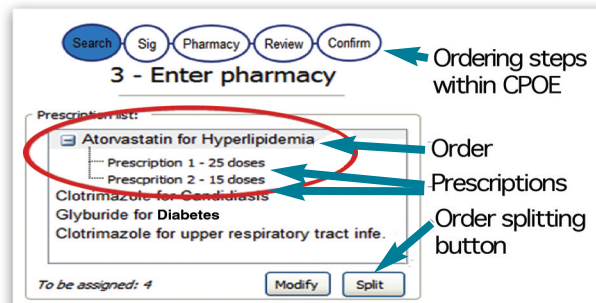 Search Sig Pharmacy Review Confirm
3 - Enter pharmacy
Ordering steps
within CPOE
Prescription list:
Atorvastatin for Hyperlipidemia
Prescription 1 - 25 doses
Prescprition 2 - 15 doses
Clotrimazole for Candidiasis
Glyburide for Diabetes
Clotrimazole for upper respiratory tract infe.
Order
Prescriptions
Order splitting
button
To be assigned: 4
Modify Split